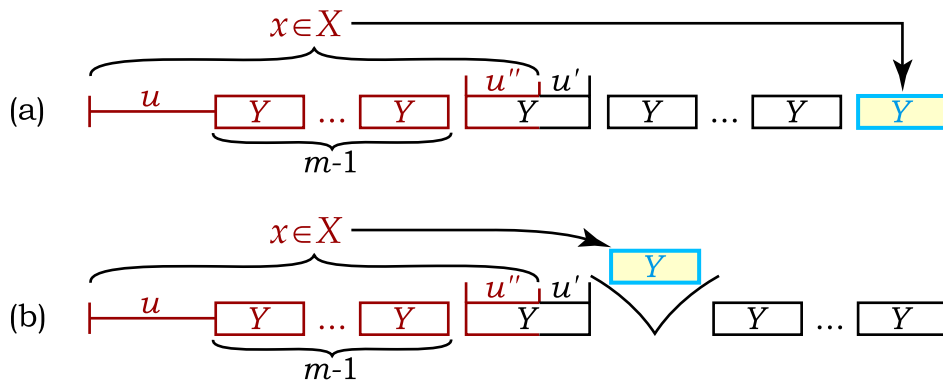 x∈X
u u″ u′
(a) Y ... Y Y Y ... Y Y
m-1
x∈X
Y
u u″ u′
(b) Y ... Y Y Y ... Y
m-1